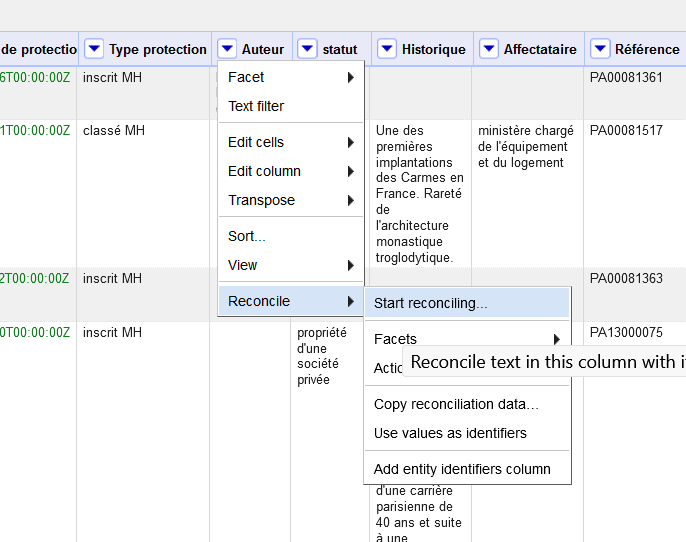 de protection Type protection Auteur statut Historique Affectataire Référence
6T00:00:00Z inscrit MH PA00081361
Facet
Text filter
Edit cells
Edit column
Transpose
Sort...
View
Reconcile
1T00:00:00Z classé MH
Une des
premières
implantations
des Carmes en
France. Rareté
de
l'architecture
monastique
troglodytique.
ministère chargé
de l'équipement
et du logement
PA00081517
2T00:00:00Z inscrit MH PA00081363
Start reconciling...
Facets
Reconcile text in this column with
Copy reconciliation data...
Use values as identifiers
Add entity identifiers column
0T00:00:00Z inscrit MH
propriété
d'une
société
privée
PA13000075
d'une carrière
parisienne de
40 ans et suite
à une